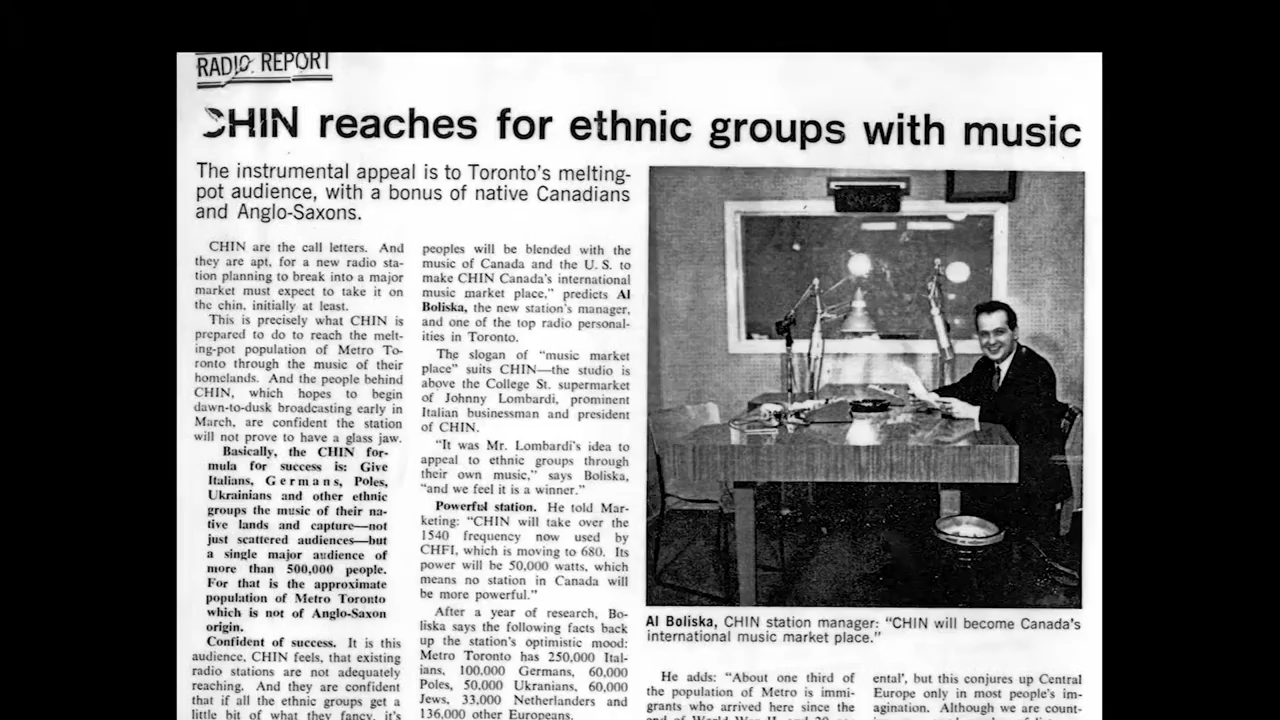 RADIO REPORT
CHIN reaches for ethnic groups with music
The instrumental appeal is to Toronto's melting-
pot audience, with a bonus of native Canadians
and Anglo-Saxons.
CHIN are the call letters. And
they are apt, for a new radio sta-
tion planning to break into a major
market must expect to take it on
the chin, initially at least.
This is precisely what CHIN is
prepared to do to reach the melt-
ing-pot population of Metro To-
ronto through the music of their
homelands. And the people behind
CHIN, which hopes to begin
dawn-to-dusk broadcasting early in
March, are confident the station
will not prove to have a glass jaw.
Basically, the CHIN for-
mula for success is: Give
Italians, Germans, Poles,
Ukrainians and other ethnic
groups the music of their na-
tive lands and capture—not
just scattered audiences—but
a single major audience of
more than 500,000 people.
For that is the approximate
population of Metro Toronto
which is not of Anglo-Saxon
origin.
Confident of success. It is this
audience, CHIN feels, that existing
radio stations are not adequately
reaching. And they are confident
that if all the ethnic groups get a
little bit of what they fancy, it's
peoples will be blended with the
music of Canada and the U. S. to
make CHIN Canada's international
music market place," predicts Al
Boliska, the new station's manager,
and one of the top radio personal-
ities in Toronto.
The slogan of "music market
place" suits CHIN—the studio is
above the College St. supermarket
of Johnny Lombardi, prominent
Italian businessman and president
of CHIN.
"It was Mr. Lombardi's idea to
appeal to ethnic groups through
their own music," says Boliska,
"and we feel it is a winner."
Powerful station. He told Mar-
keting: "CHIN will take over the
1540 frequency now used by
CHFI, which is moving to 680. Its
power will be 50,000 watts, which
means no station in Canada will
be more powerful."
After a year of research, Bo-
liska says the following facts back
up the station's optimistic mood:
Metro Toronto has 250,000 Ital-
ians, 100,000 Germans, 60,000
Poles, 50,000 Ukranians, 60,000
Jews, 33,000 Netherlanders and
136,000 other Europeans.
Al Boliska, CHIN station manager: "CHIN will become Canada's
international music market place."
He adds: "About one third of
the population of Metro is immi-
grants who arrived here since the
end of World War II, and 20
ental', but this conjures up Central
Europe only in most people's im-
agination. Although we are count-